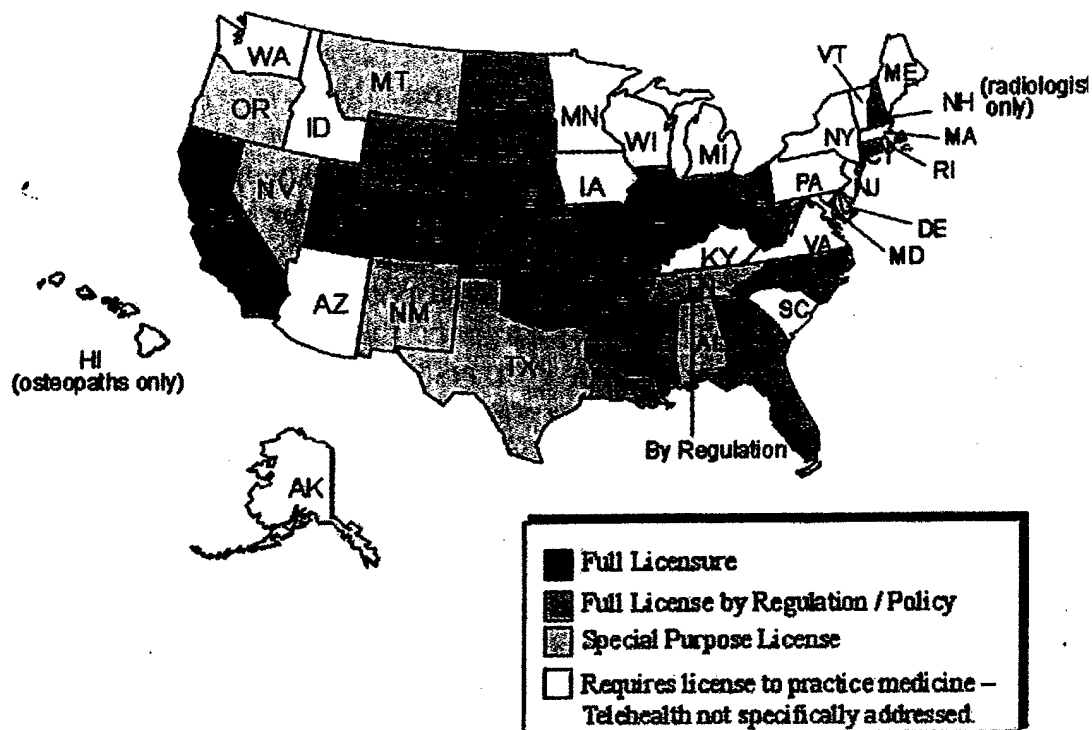 WA
MT
OR
ID
MN
WI
MI
VT
ME
NH (radiologist
only)
MA
NY
CT
RI
IA
PA
NJ
NV
DE
MD
KY
VA
AZ
NM
SC
AL
TX
HI
(osteopaths only)
By Regulation
AK
Full Licensure
Full License by Regulation / Policy
Special Purpose License
Requires license to practice medicine –
Telehealth not specifically addressed.